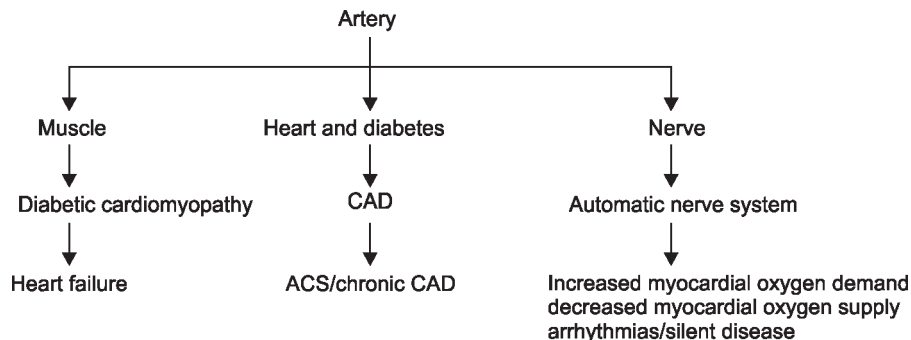 Artery
Muscle
Heart and diabetes
Nerve
Diabetic cardiomyopathy
CAD
Automatic nerve system
Heart failure
ACS/chronic CAD
Increased myocardial oxygen demand
decreased myocardial oxygen supply
arrhythmias/silent disease